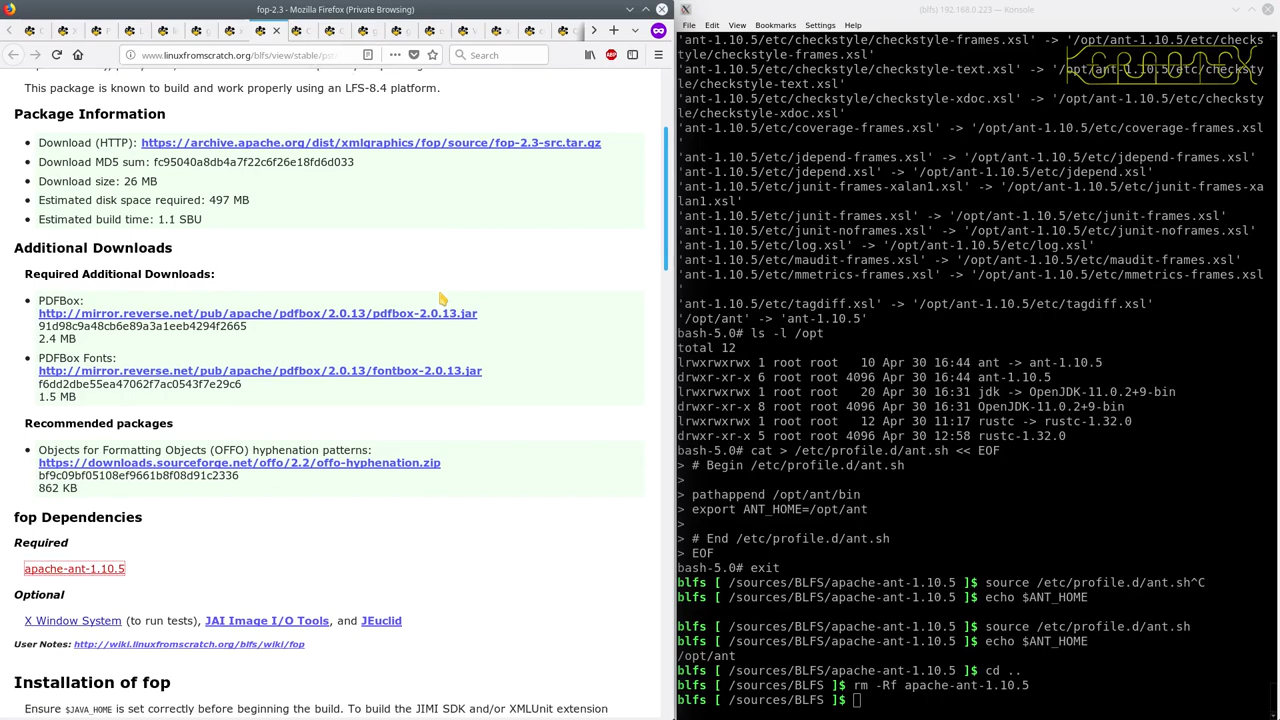 fop-2.3 - Mozilla Firefox (Private Browsing)
www.linuxfromscratch.org/blfs/view/stable/pst
Search
This package is known to build and work properly using an LFS-8.4 platform.
Package Information
Download (HTTP): https://archive.apache.org/dist/xmlgraphics/fop/source/fop-2.3-src.tar.gz
Download MD5 sum: fc95040a8db4a7f22c6f26e18fd6d033
Download size: 26 MB
Estimated disk space required: 497 MB
Estimated build time: 1.1 SBU
Additional Downloads
Required Additional Downloads:
PDFBox:
http://mirror.reverse.net/pub/apache/pdfbox/2.0.13/pdfbox-2.0.13.jar
91d98c9a48cb6e89a3a1eeb4294f2665
2.4 MB
PDFBox Fonts:
http://mirror.reverse.net/pub/apache/pdfbox/2.0.13/fontbox-2.0.13.jar
f6dd2dbe55ea47062f7ac0543f7e29c6
1.5 MB
Recommended packages
Objects for Formatting Objects (OFFO) hyphenation patterns:
https://downloads.sourceforge.net/offo/2.2/offo-hyphenation.zip
bf9c09bf05108ef9661b8f08d91c2336
862 KB
fop Dependencies
Required
apache-ant-1.10.5
Optional
X Window System (to run tests), JAI Image I/O Tools, and JEuclid
User Notes: http://wiki.linuxfromscratch.org/blfs/wiki/fop
Installation of fop
Ensure $JAVA_HOME is set correctly before beginning the build. To build the JIMI SDK and/or XMLUnit extension
(blfs) 192.168.0.223 — Konsole
File Edit View Bookmarks Settings Help
'ant-1.10.5/etc/checkstyle/checkstyle-frames.xsl' -> '/opt/ant-1.10.5/etc/checks
tyle/checkstyle-frames.xsl'
'ant-1.10.5/etc/checkstyle/checkstyle-text.xsl' -> '/opt/ant-1.10.5/etc/checksty
le/checkstyle-text.xsl'
'ant-1.10.5/etc/checkstyle/checkstyle-xdoc.xsl' -> '/opt/ant-1.10.5/etc/checksty
le/checkstyle-xdoc.xsl'
'ant-1.10.5/etc/coverage-frames.xsl' -> '/opt/ant-1.10.5/etc/coverage-frames.xsl
'
'ant-1.10.5/etc/jdepend-frames.xsl' -> '/opt/ant-1.10.5/etc/jdepend-frames.xsl'
'ant-1.10.5/etc/jdepend.xsl' -> '/opt/ant-1.10.5/etc/jdepend.xsl'
'ant-1.10.5/etc/junit-frames-xalan1.xsl' -> '/opt/ant-1.10.5/etc/junit-frames-xa
lan1.xsl'
'ant-1.10.5/etc/junit-frames.xsl' -> '/opt/ant-1.10.5/etc/junit-frames.xsl'
'ant-1.10.5/etc/junit-noframes.xsl' -> '/opt/ant-1.10.5/etc/junit-noframes.xsl'
'ant-1.10.5/etc/log.xsl' -> '/opt/ant-1.10.5/etc/log.xsl'
'ant-1.10.5/etc/maudit-frames.xsl' -> '/opt/ant-1.10.5/etc/maudit-frames.xsl'
'ant-1.10.5/etc/mmetrics-frames.xsl' -> '/opt/ant-1.10.5/etc/mmetrics-frames.xsl
'
'ant-1.10.5/etc/tagdiff.xsl' -> '/opt/ant-1.10.5/etc/tagdiff.xsl'
'/opt/ant' -> 'ant-1.10.5'
bash-5.0# ls -l /opt
total 12
lrwxrwxrwx 1 root root   10 Apr 30 16:44 ant -> ant-1.10.5
drwxr-xr-x 6 root root 4096 Apr 30 16:44 ant-1.10.5
lrwxrwxrwx 1 root root   20 Apr 30 16:31 jdk -> OpenJDK-11.0.2+9-bin
drwxr-xr-x 8 root root 4096 Apr 30 16:31 OpenJDK-11.0.2+9-bin
lrwxrwxrwx 1 root root   12 Apr 30 11:17 rustc -> rustc-1.32.0
drwxr-xr-x 5 root root 4096 Apr 30 12:58 rustc-1.32.0
bash-5.0# cat > /etc/profile.d/ant.sh << EOF
> # Begin /etc/profile.d/ant.sh
>
> pathappend /opt/ant/bin
> export ANT_HOME=/opt/ant
>
> # End /etc/profile.d/ant.sh
> EOF
bash-5.0# exit
blfs [ /sources/BLFS/apache-ant-1.10.5 ]$ source /etc/profile.d/ant.sh^C
blfs [ /sources/BLFS/apache-ant-1.10.5 ]$ echo $ANT_HOME
blfs [ /sources/BLFS/apache-ant-1.10.5 ]$ source /etc/profile.d/ant.sh
blfs [ /sources/BLFS/apache-ant-1.10.5 ]$ echo $ANT_HOME
/opt/ant
blfs [ /sources/BLFS/apache-ant-1.10.5 ]$ cd ..
blfs [ /sources/BLFS ]$ rm -Rf apache-ant-1.10.5
blfs [ /sources/BLFS ]$